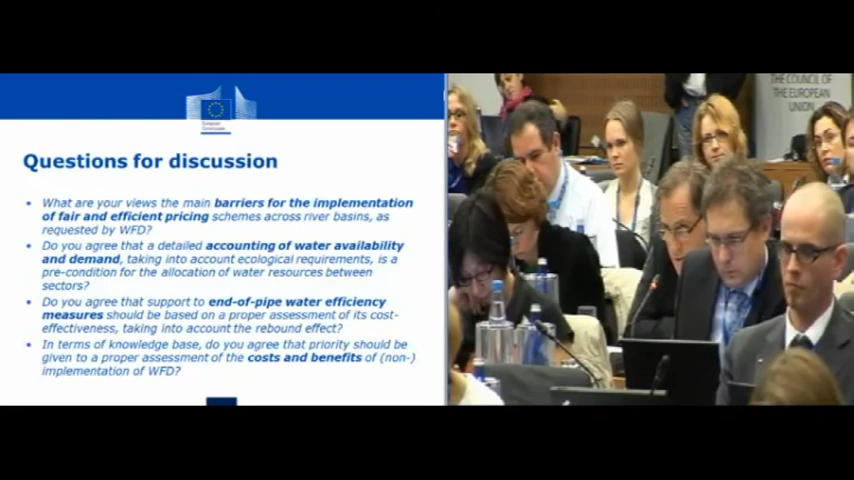 European
Commission
Questions for discussion
• What are your views the main barriers for the implementation
of fair and efficient pricing schemes across river basins, as
requested by WFD?
• Do you agree that a detailed accounting of water availability
and demand, taking into account ecological requirements, is a
pre-condition for the allocation of water resources between
sectors?
• Do you agree that support to end-of-pipe water efficiency
measures should be based on a proper assessment of its cost-
effectiveness, taking into account the rebound effect?
• In terms of knowledge base, do you agree that priority should be
given to a proper assessment of the costs and benefits of (non-)
implementation of WFD?
THE COUNCIL OF
THE EUROPEAN
UNION